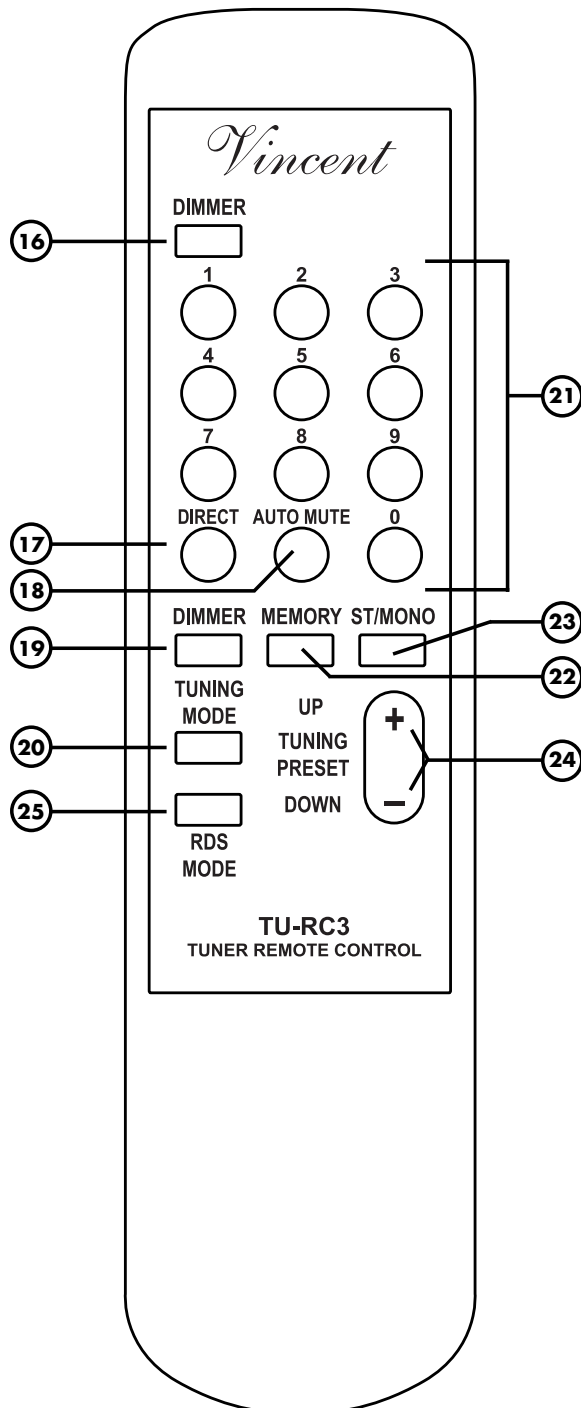 Vincent
DIMMER
16
1 2 3
4 5 6
21
7 8 9
DIRECT AUTO MUTE 0
17
18
DIMMER MEMORY ST/MONO
23
19
22
TUNING
MODE
UP
+
20
TUNING
PRESET
24
DOWN
–
25
RDS
MODE
TU-RC3
TUNER REMOTE CONTROL